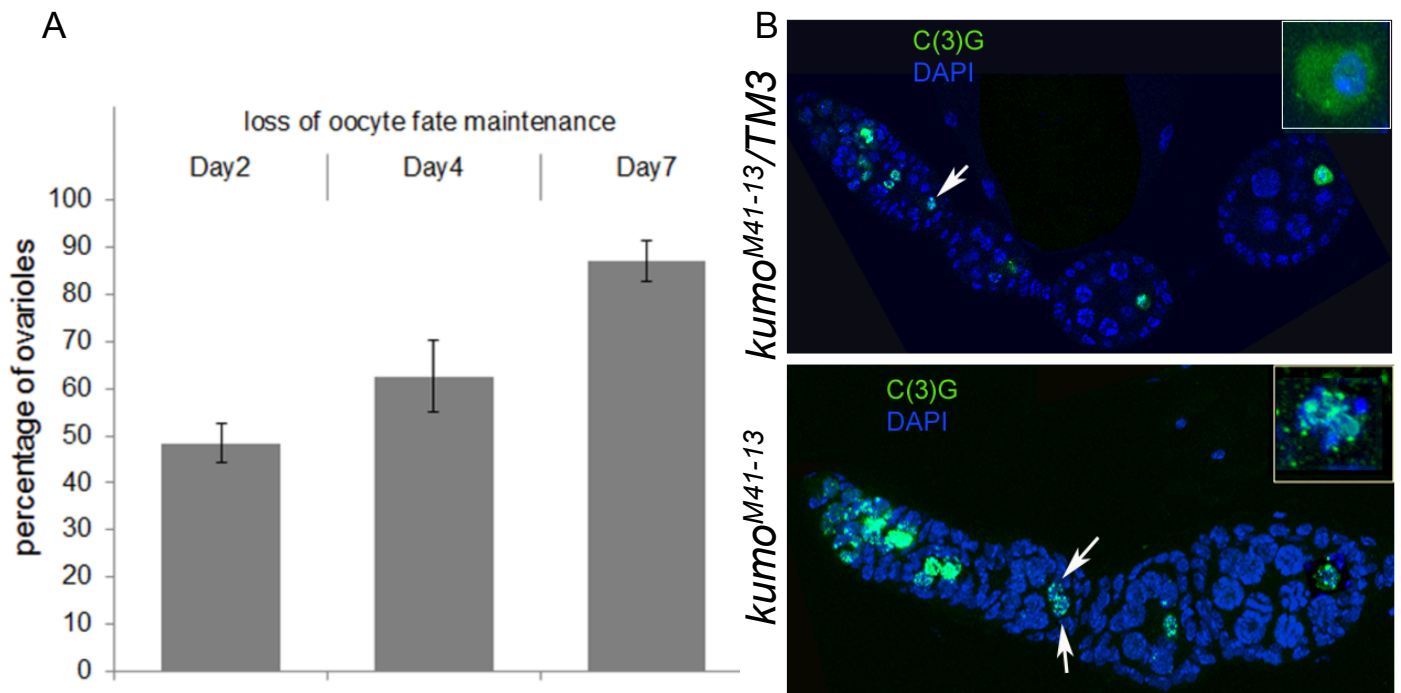 A
loss of oocyte fate maintenance
Day2 Day4 Day7
percentage of ovarioles
100
90
80
70
60
50
40
30
20
10
0
B
C(3)G
DAPI
kumoM41-13/TM3
C(3)G
DAPI
kumoM41-13